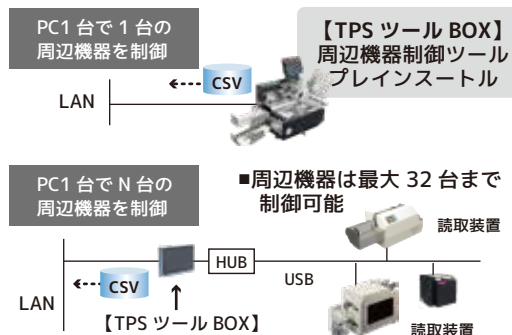 PC1 台で 1 台の
周辺機器を制御
【TPS ツール BOX】
周辺機器制御ツール
プレインスートル
CSV
LAN
PC1 台で N 台の
周辺機器を制御
■周辺機器は最大 32 台まで
制御可能
読取装置
HUB
USB
CSV
LAN
【TPS ツール BOX】
読取装置